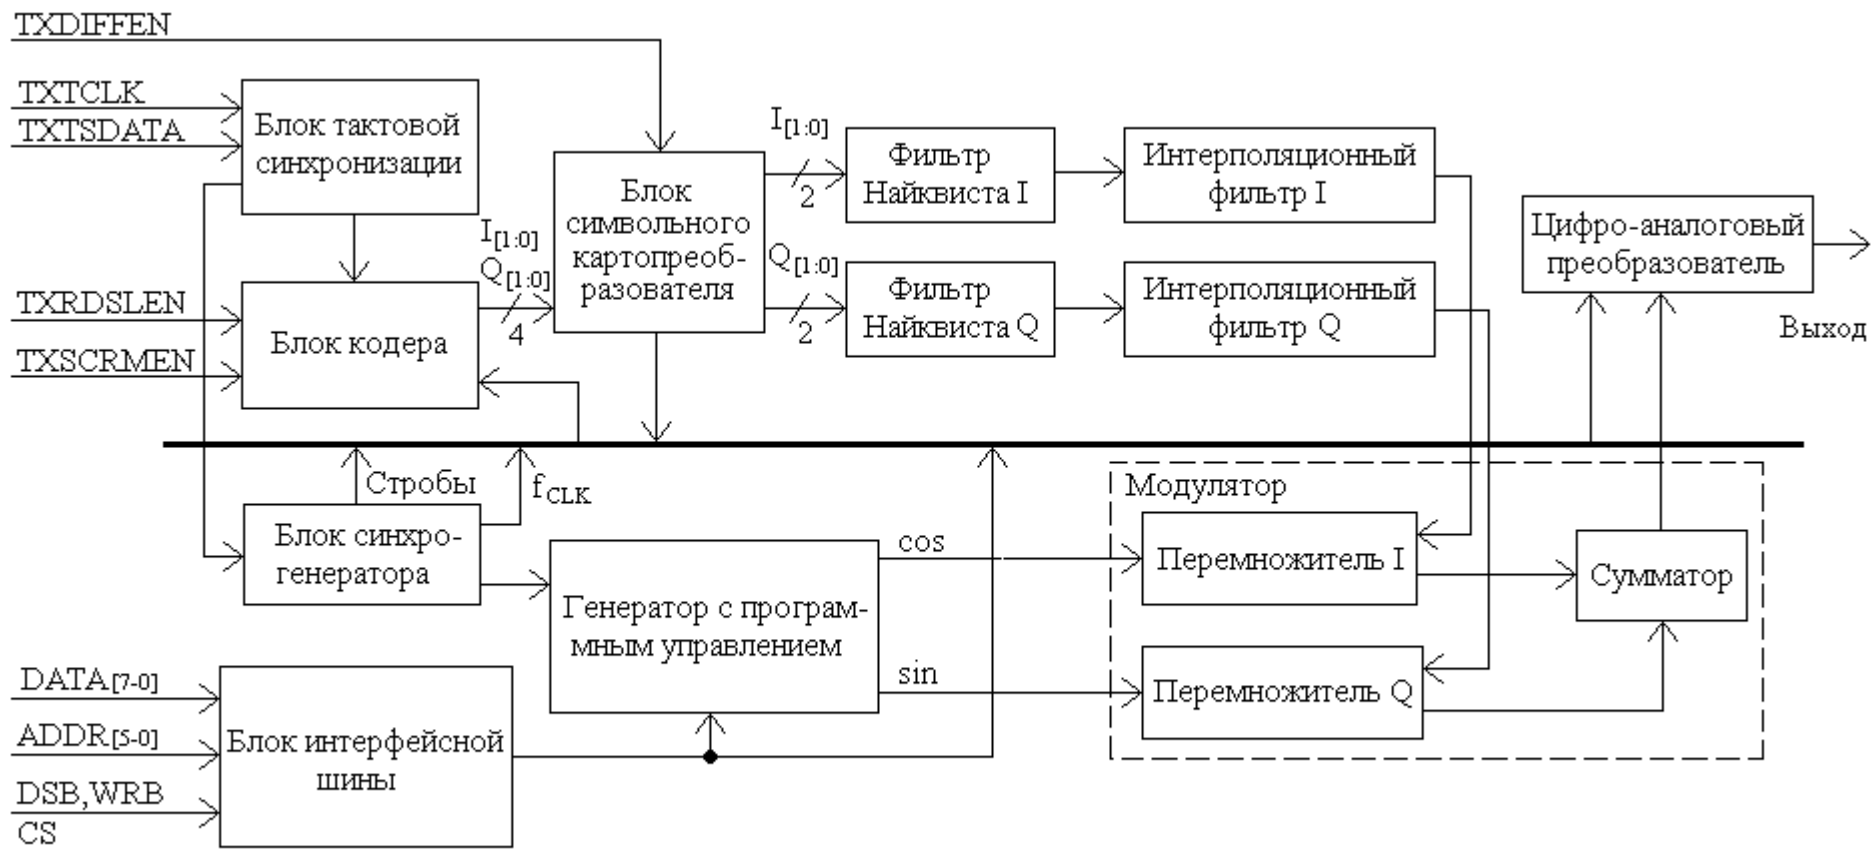 TXDIFFEN
TXTCLK
TXTSDATA
Блок тактовой
синхронизации
I[1:0]
Q[1:0]
4
TXRDSLEN
TXSCRMEN
Блок кодера
Блок
символьного
картопреоб-
разователя
I[1:0]
2
Q[1:0]
2
Фильтр
Найквиста I
Интерполяционный
фильтр I
Фильтр
Найквиста Q
Интерполяционный
фильтр Q
Цифро-аналоговый
преобразователь
Выход
Стробы
fCLK
Блок синхро-
генератора
Генератор с програм-
мным управлением
cos
sin
Модулятор
Перемножитель I
Перемножитель Q
Сумматор
DATA[7-0]
ADDR[5-0]
DSB,WRB
CS
Блок интерфейсной
шины